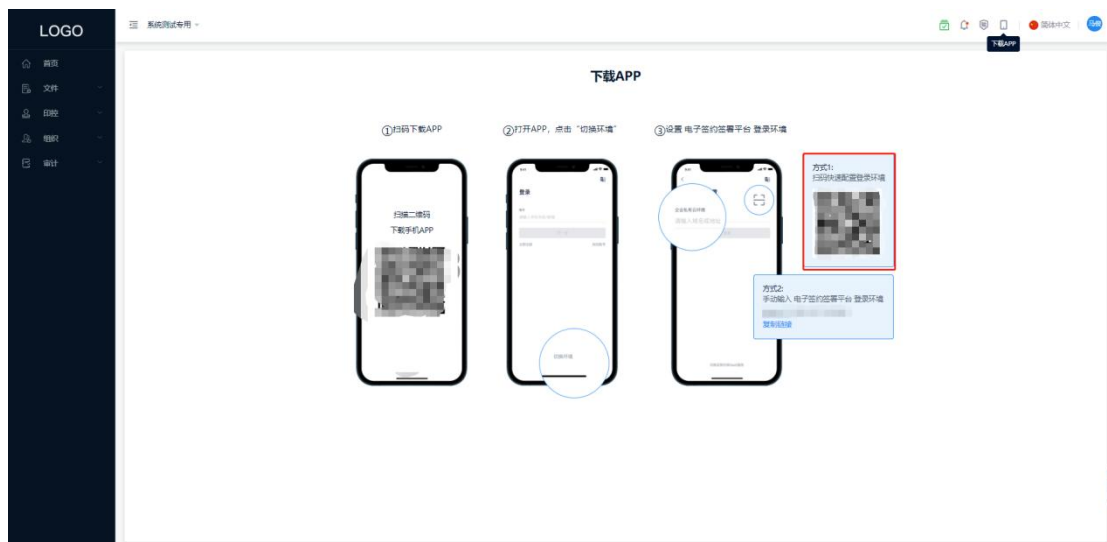 LOGO
系统测试专用
简体中文
下载APP
首页
文件
印控
组织
审计
下载APP
①扫码下载APP
②打开APP，点击“切换环境”
③设置 电子签约签署平台 登录环境
扫描二维码
下载手机APP
登录
切换环境
方式1:
扫码快速配置登录环境
方式2:
手动输入 电子签约签署平台 登录环境
复制链接